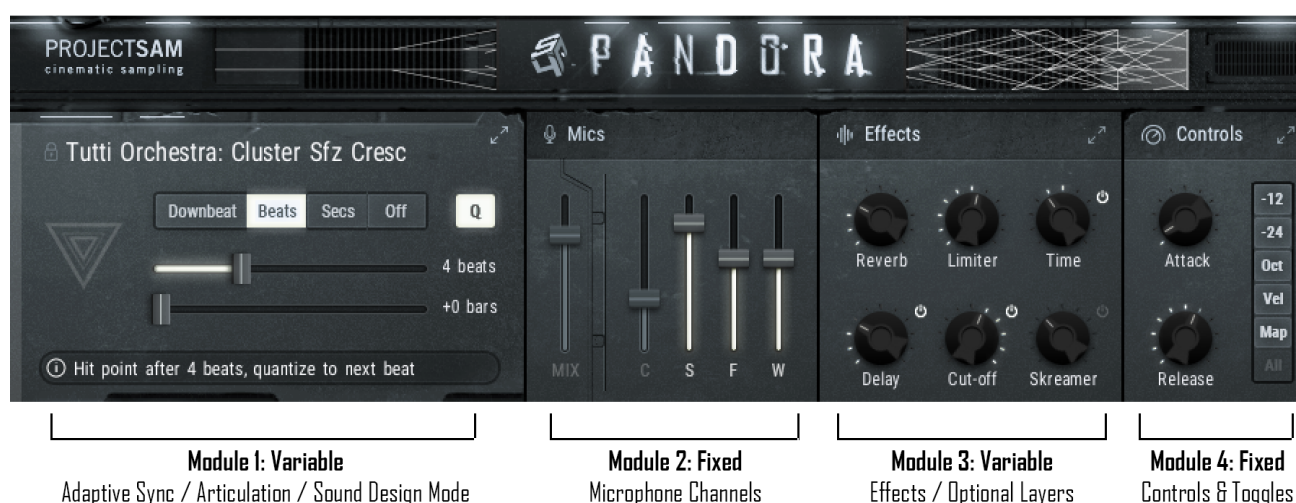 PROJECTSAM
cinematic sampling
SAM PANDORA
Tutti Orchestra: Cluster Sfz Cresc
Downbeat Beats Secs Off Q
4 beats
+0 bars
Hit point after 4 beats, quantize to next beat
Mics
MIX C S F W
Effects
Reverb Limiter Time
Delay Cut-off Skreamer
Controls
Attack
Release
-12
-24
Oct
Vel
Map
All
Module 1: Variable
Adaptive Sync / Articulation / Sound Design Mode
Module 2: Fixed
Microphone Channels
Module 3: Variable
Effects / Optional Layers
Module 4: Fixed
Controls & Toggles